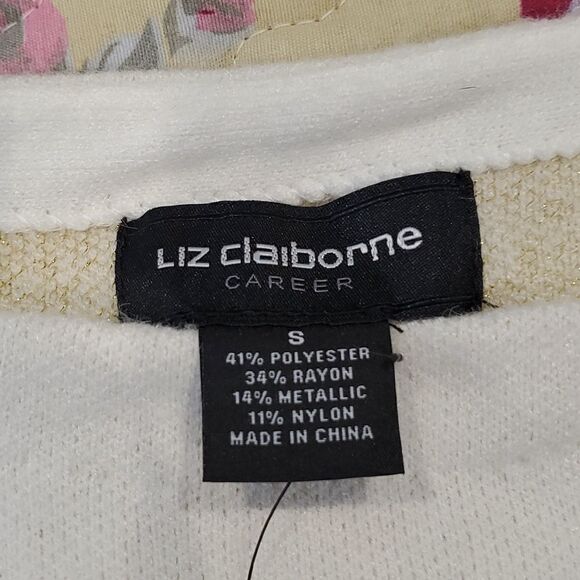 Liz claiborne
CAREER
S
41% POLYESTER
34% RAYON
14% METALLIC
11% NYLON
MADE IN CHINA